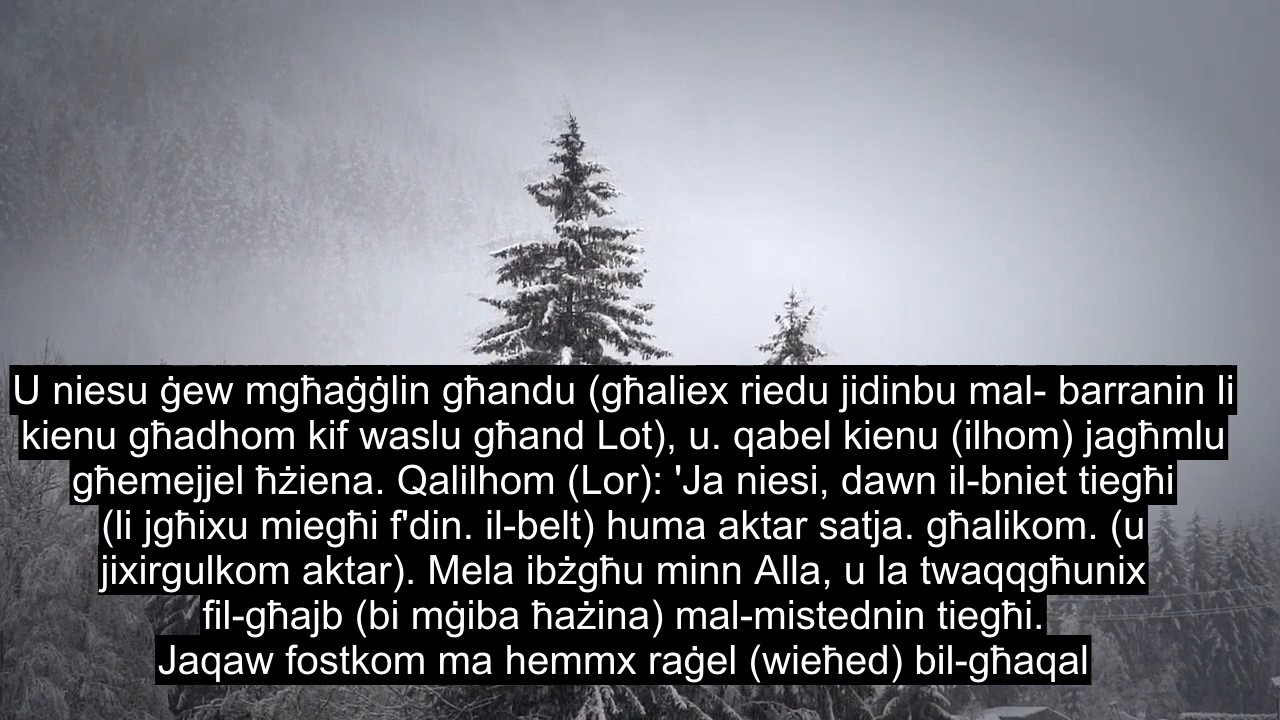 U niesu ġew mgħaġġlin għandu (għaliex riedu jidinbu mal- barranin li
kienu għadhom kif waslu għand Lot), u. qabel kienu (ilhom) jagħmlu
għemejjel ħżiena. Qalilhom (Lor): 'Ja niesi, dawn il-bniet tiegħi
(li jgħixu miegħi f'din. il-belt) huma aktar satja. għalikom. (u
jixirgulkom aktar). Mela ibżgħu minn Alla, u la twaqqgħunix
fil-għajb (bi mġiba ħażina) mal-mistednin tiegħi.
Jaqaw fostkom ma hemmx raġel (wieħed) bil-għaqal